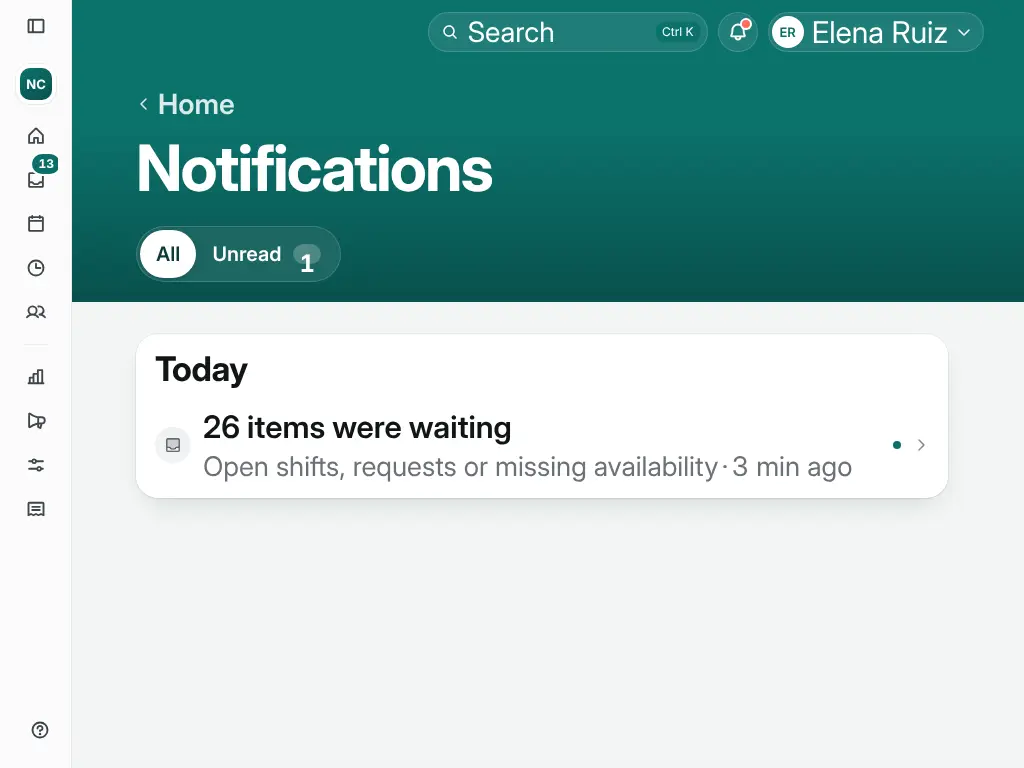 Search
Ctrl K
ER
Elena Ruiz
NC
13
Home
Notifications
All
Unread
1
Today
26 items were waiting
Open shifts, requests or missing availability · 3 min ago